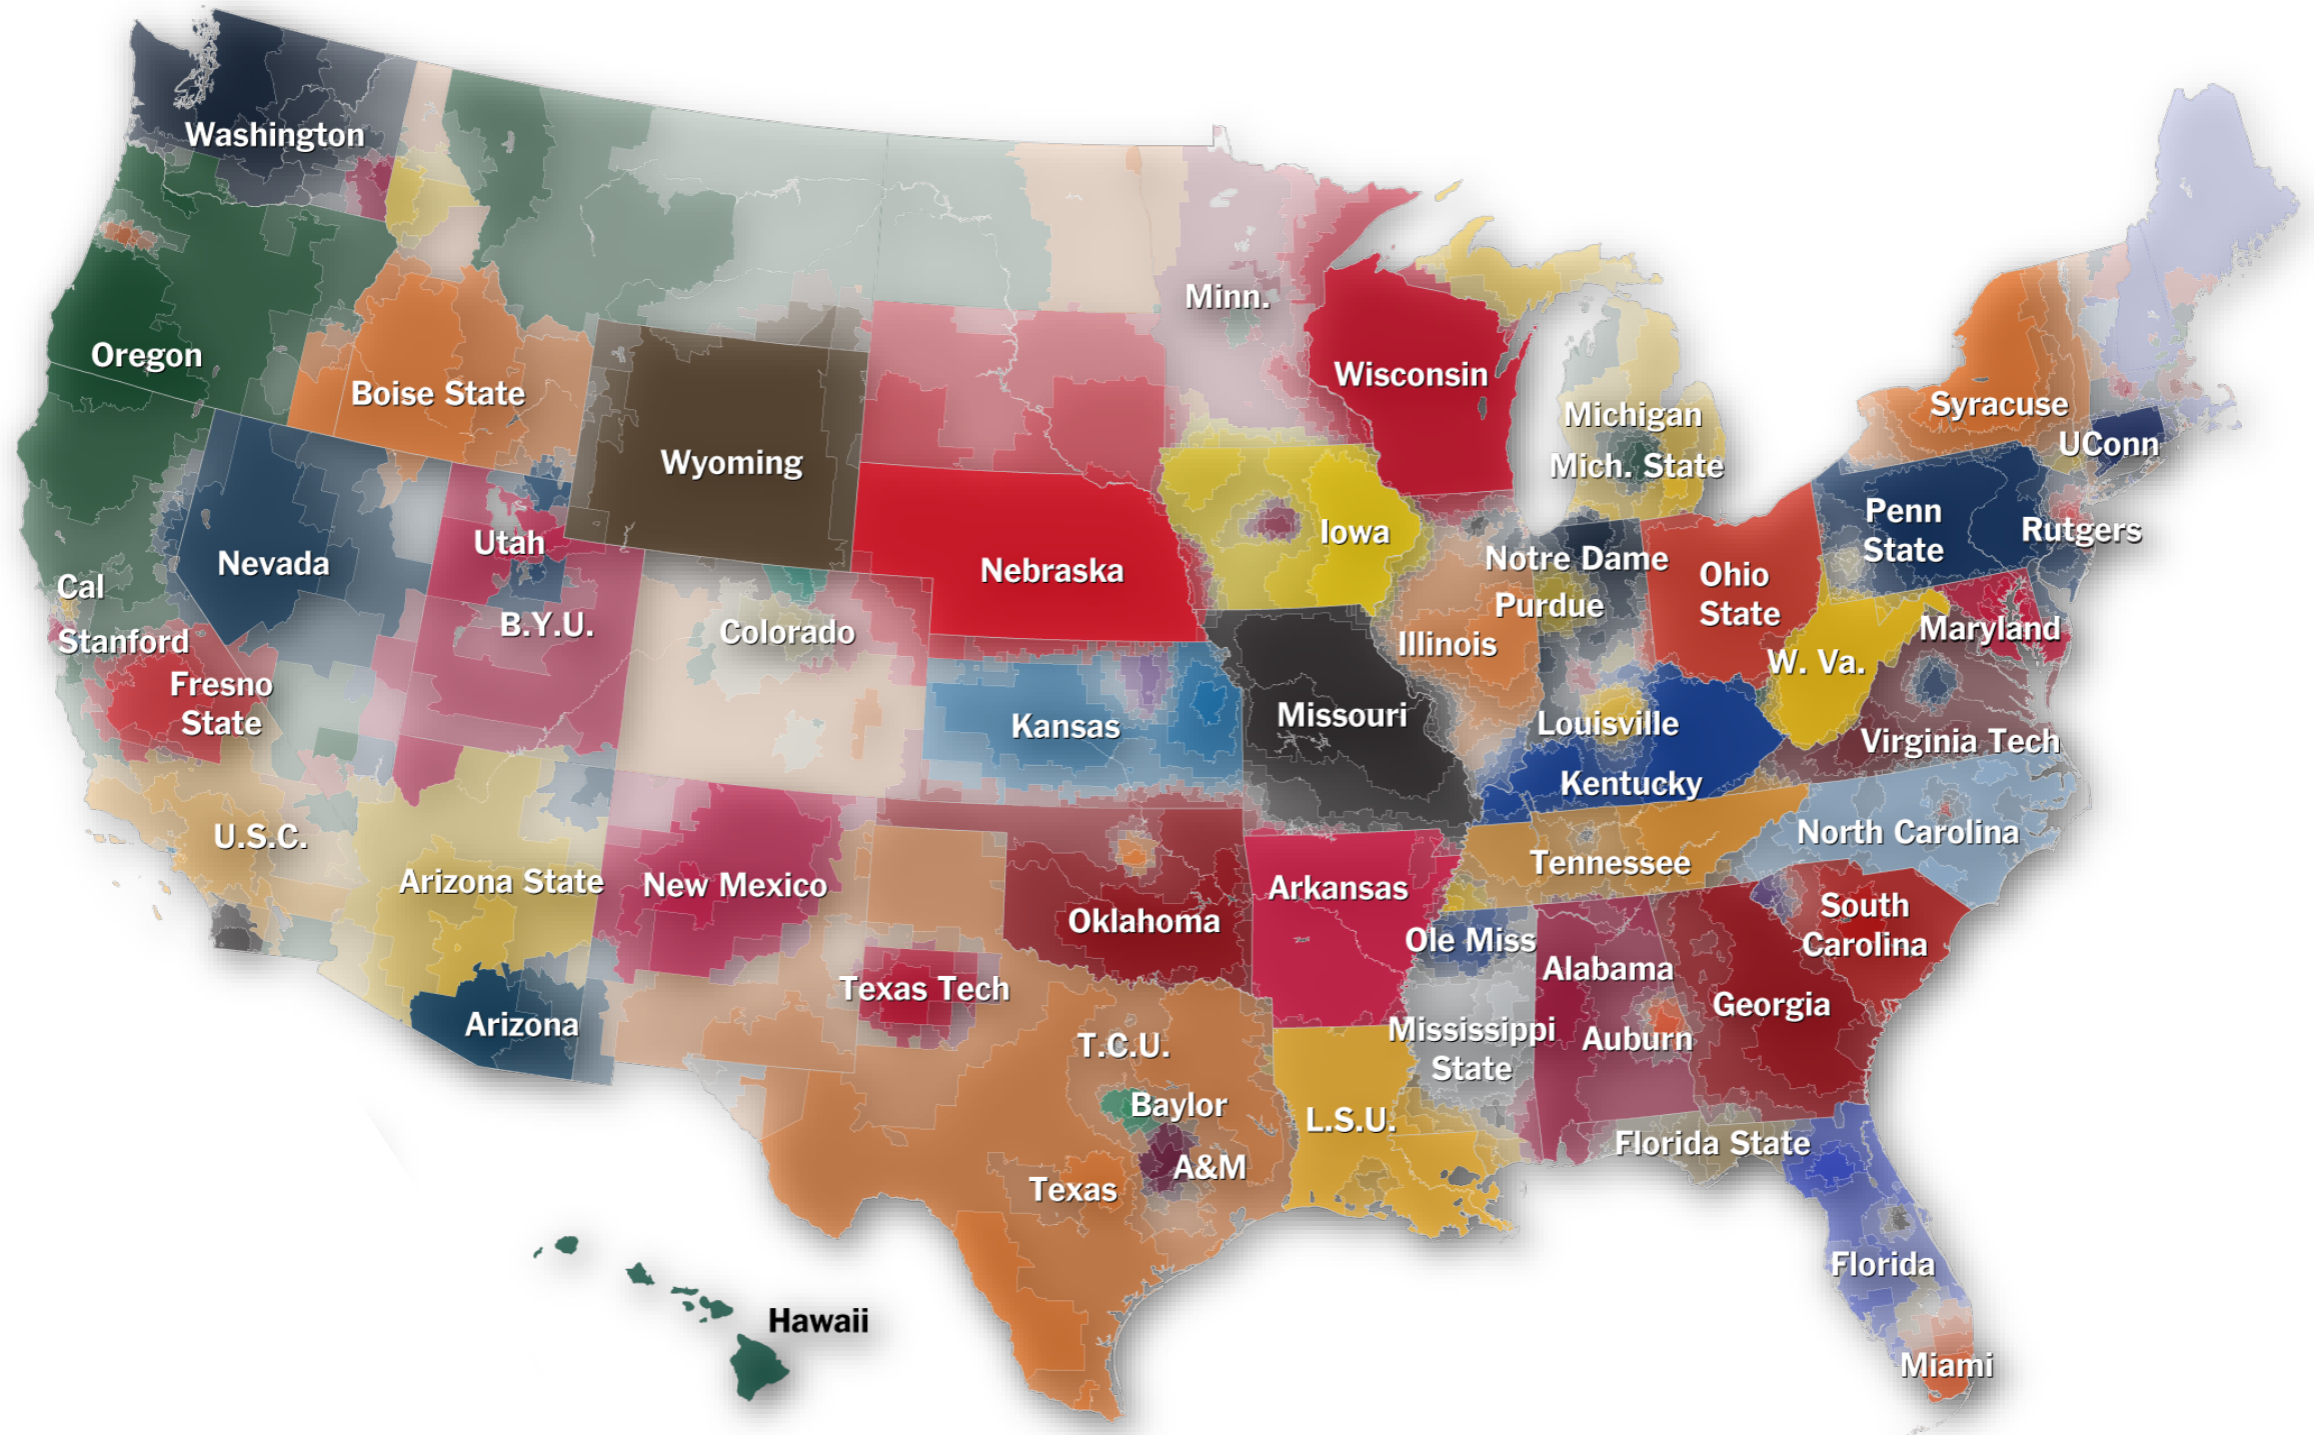 Washington
Minn.
Oregon
Boise State
Wisconsin
Wyoming
Michigan
Mich. State
Syracuse
UConn
Nevada
Utah
B.Y.U.
Nebraska
Iowa
Notre Dame
Purdue
Ohio
State
Penn
State
Rutgers
Cal
Stanford
Fresno
State
Colorado
Kansas
Missouri
Illinois
Louisville
Kentucky
W. Va.
Maryland
Virginia Tech
U.S.C.
Arizona State
New Mexico
Oklahoma
Arkansas
Tennessee
North Carolina
South
Carolina
Arizona
Texas Tech
T.C.U.
Baylor
A&M
Texas
L.S.U.
Ole Miss
Mississippi
State
Alabama
Auburn
Georgia
Florida State
Florida
Miami
Hawaii